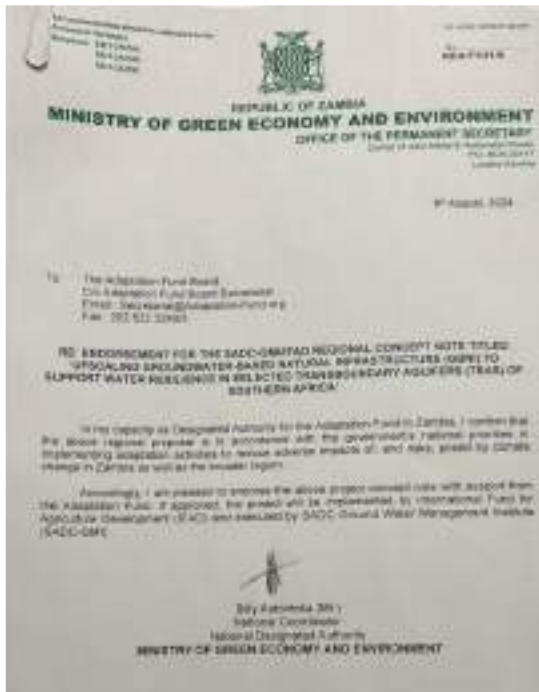 REPUBLIC OF ZAMBIA
MINISTRY OF GREEN ECONOMY AND ENVIRONMENT
OFFICE OF THE PERMANENT SECRETARY
August, 2024
To The Adaptation Fund Board
C/o Adaptation Fund Board Secretariat
Email:
Fax:
RE: ENDORSEMENT FOR THE SADC-GMI/IFAD REGIONAL CONCEPT NOTE TITLED
'UPSCALING GROUNDWATER-BASED NATURAL INFRASTRUCTURE TO
SUPPORT WATER RESILIENCE IN SELECTED TRANSBOUNDARY AQUIFERS (TBAS) OF
SOUTHERN AFRICA'
In my capacity as Designated Authority for the Adaptation Fund in Zambia, I confirm that
the above regional proposal is in accordance with the government's national priorities in
implementing adaptation activities to reduce adverse impacts of, and risks, posed by climate
change in Zambia as well as the broader region.
Accordingly, I am pleased to endorse the above project concept note with support from
the Adaptation Fund. If approved, the project will be implemented by International Fund for
Agriculture Development (IFAD) and executed by SADC Ground Water Management Institute
(SADC-GMI)
National Coordinator
National Designated Authority
MINISTRY OF GREEN ECONOMY AND ENVIRONMENT